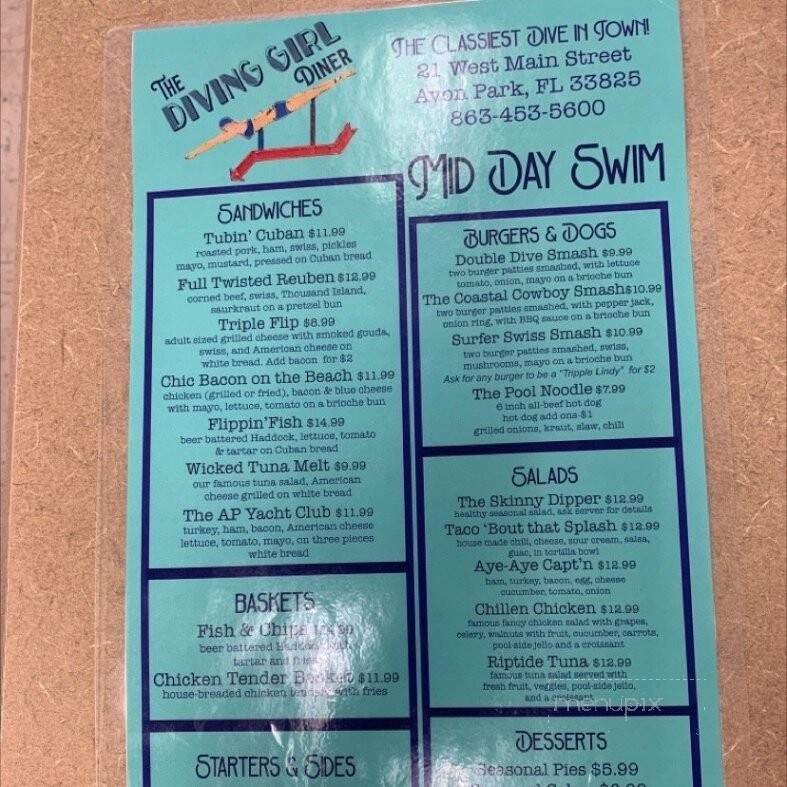 THE
DIVING GIRL
DINER
THE CLASSIEST DIVE IN TOWN!
21 West Main Street
Avon Park, FL 33825
863-453-5600
MID DAY SWIM
SANDWICHES
Tubin' Cuban $11.99
roasted pork, ham, swiss, pickles
mayo, mustard, pressed on Cuban bread
Full Twisted Reuben $12.99
corned beef, swiss, Thousand Island,
saurkraut on a pretzel bun
Triple Flip $8.99
adult sized grilled cheese with smoked gouda,
swiss, and American cheese on
white bread. Add bacon for $2
Chic Bacon on the Beach $11.99
chicken (grilled or fried), bacon & blue cheese
with mayo, lettuce, tomato on a brioche bun
Flippin'Fish $14.99
beer battered Haddock, lettuce, tomato
& tartar on Cuban bread
Wicked Tuna Melt $9.99
our famous tuna salad, American
cheese grilled on white bread
The AP Yacht Club $11.99
turkey, ham, bacon, American cheese
lettuce, tomato, mayo, on three pieces
white bread
BASKETS
Fish & Chips
beer battered Haddock with
tartar and fries
Chicken Tender Basket $11.99
house-breaded chicken tenders with fries
STARTERS & SIDES
BURGERS & DOGS
Double Dive Smash $9.99
two burger patties smashed, with lettuce
tomato, onion, mayo on a brioche bun
The Coastal Cowboy Smash $10.99
two burger patties smashed, with pepper jack,
onion ring, with BBQ sauce on a brioche bun
Surfer Swiss Smash $10.99
two burger patties smashed, swiss,
mushrooms, mayo on a brioche bun
Ask for any burger to be a "Tripple Lindy" for $2
The Pool Noodle $7.99
6 inch all-beef hot dog
hot dog add ons-$1
grilled onions, kraut, slaw, chili
SALADS
The Skinny Dipper $12.99
healthy seasonal salad, ask server for details
Taco 'Bout that Splash $12.99
house made chili, cheese, sour cream, salsa,
guac, in tortilla bowl
Aye-Aye Capt'n $12.99
ham, turkey, bacon, egg, cheese
cucumber, tomato, onion
Chillen Chicken $12.99
famous fancy chicken salad with grapes,
celery, walnuts with fruit, cucumber, carrots,
pool-side jello and a croissant
Riptide Tuna $12.99
famous tuna salad served with
fresh fruit, veggies, pool-side jello,
and a croissant
menupix
DESSERTS
Seasonal Pies $5.99